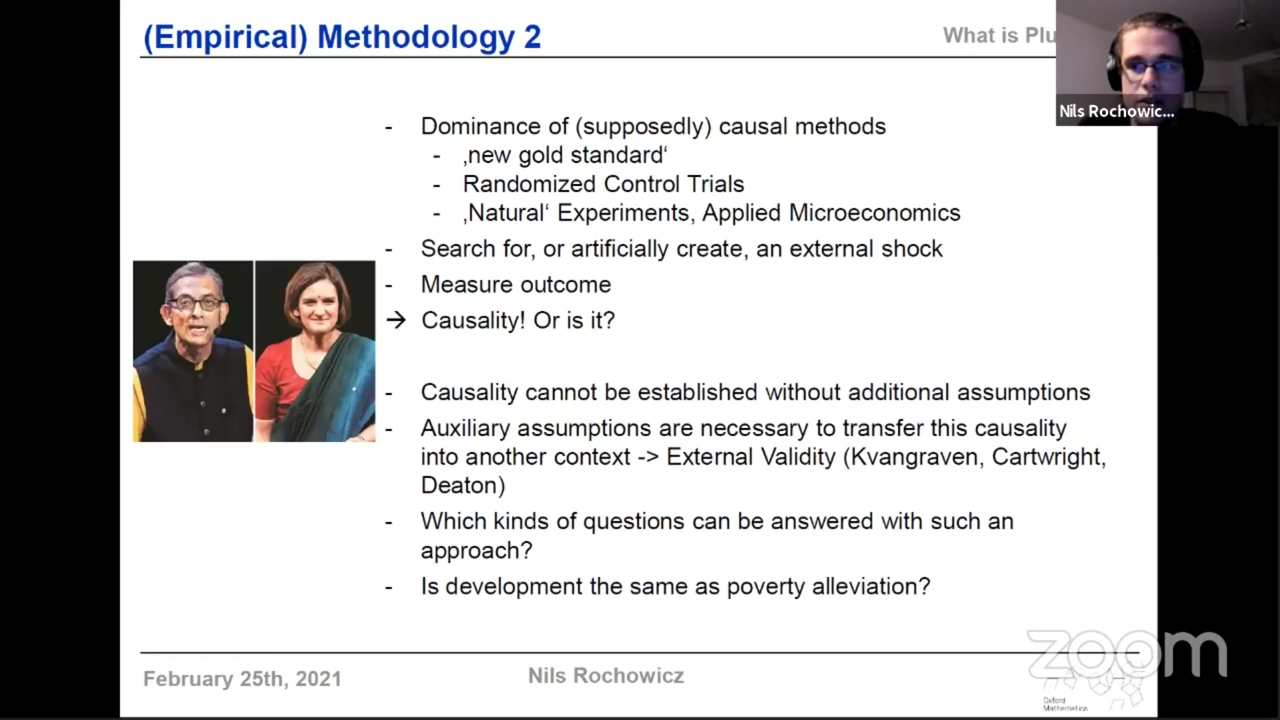 (Empirical) Methodology 2
What is Plu
Nils Rochowic...
- Dominance of (supposedly) causal methods
- ‚new gold standard‘
- Randomized Control Trials
- ‚Natural‘ Experiments, Applied Microeconomics
- Search for, or artificially create, an external shock
- Measure outcome
→ Causality! Or is it?
- Causality cannot be established without additional assumptions
- Auxiliary assumptions are necessary to transfer this causality
into another context -> External Validity (Kvangraven, Cartwright,
Deaton)
- Which kinds of questions can be answered with such an
approach?
- Is development the same as poverty alleviation?
zoom
February 25th, 2021
Nils Rochowicz
Oxford
Mathematics